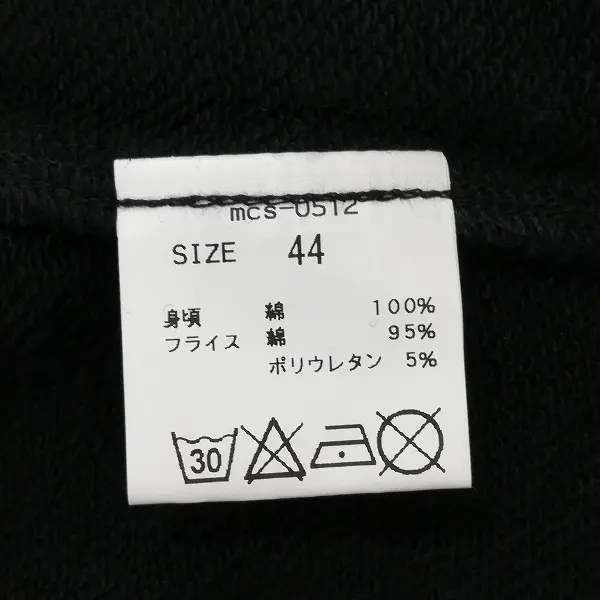 mcs-0512
SIZE 44
身頃 綿 100%
フライス 綿 95%
ポリウレタン 5%
30